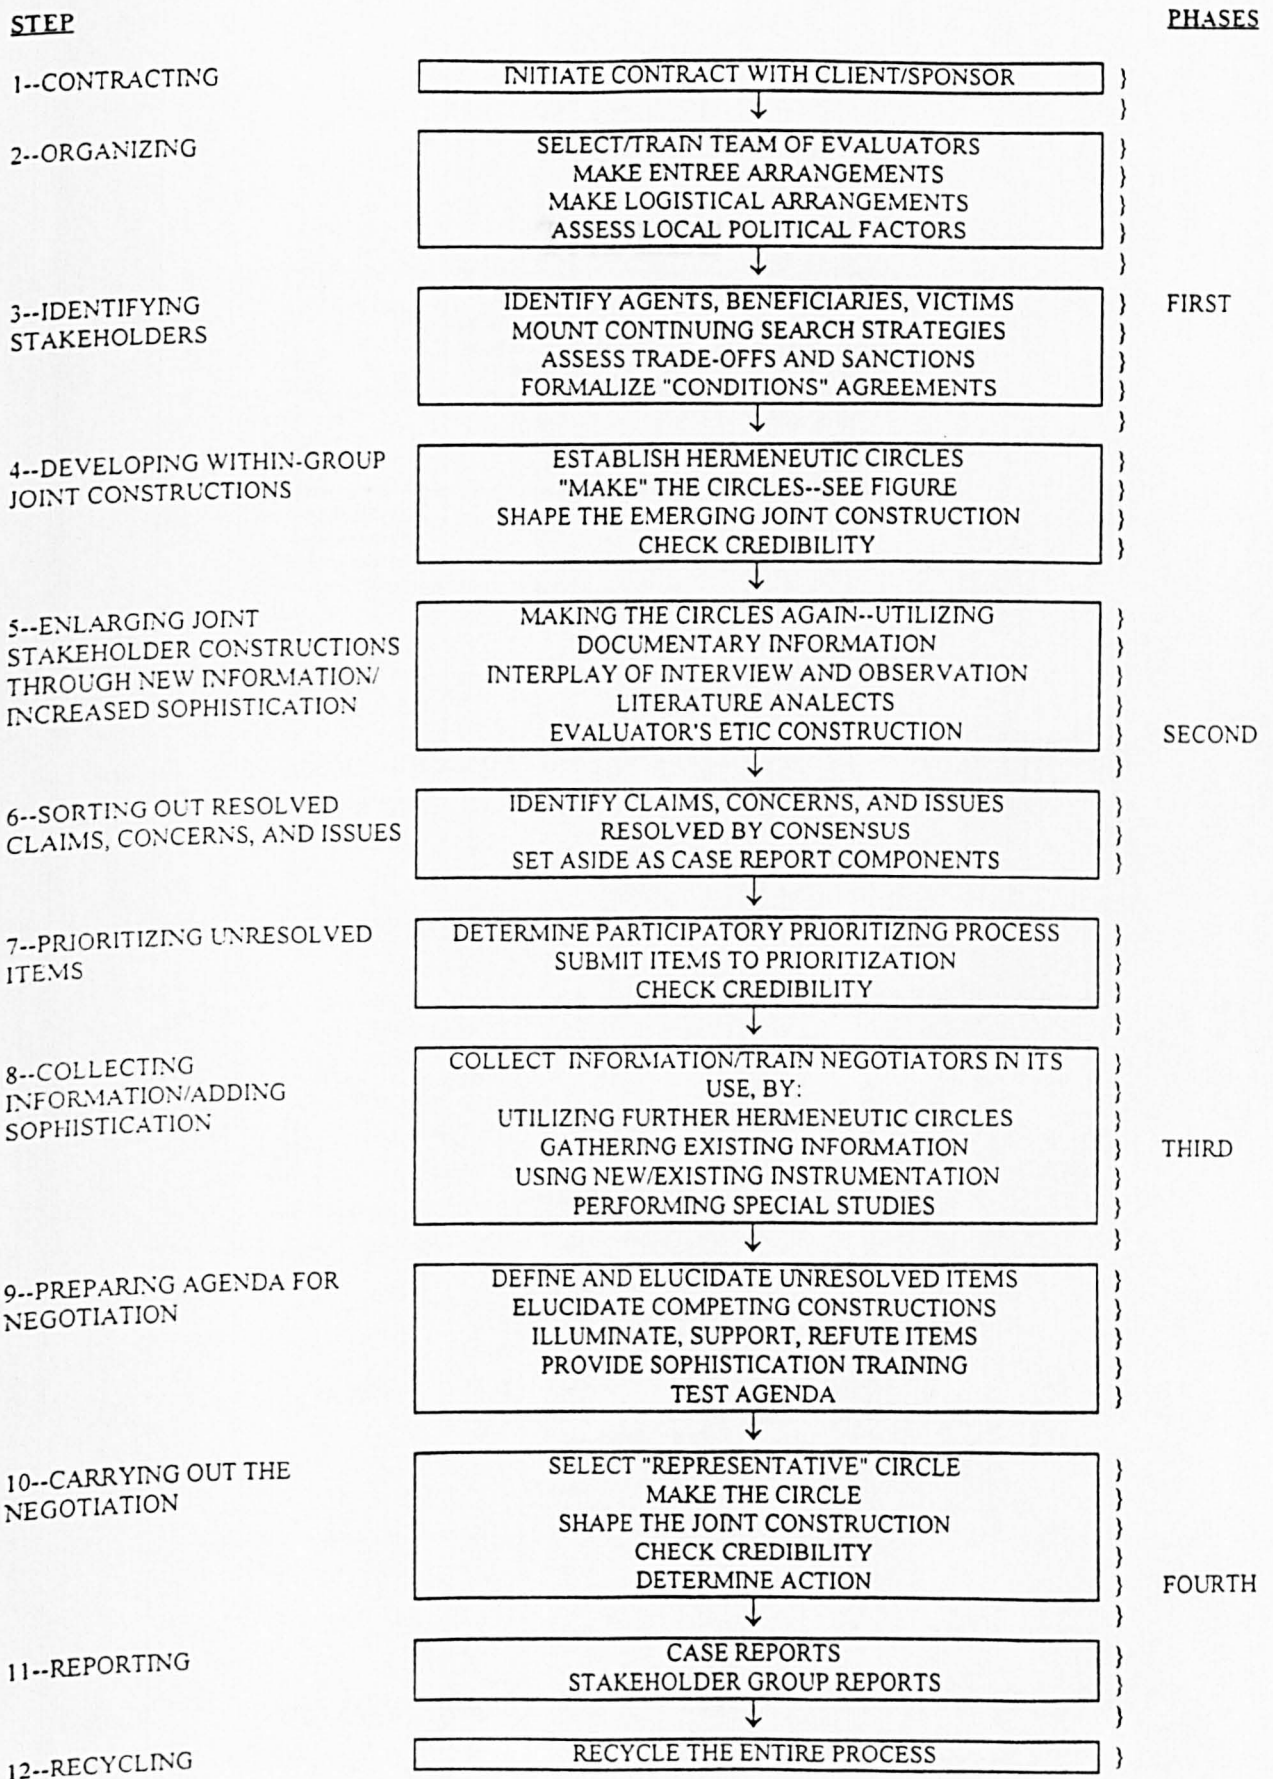 STEP
PHASES
1--CONTRACTING
INITIATE CONTRACT WITH CLIENT/SPONSOR
2--ORGANIZING
SELECT/TRAIN TEAM OF EVALUATORS
MAKE ENTREE ARRANGEMENTS
MAKE LOGISTICAL ARRANGEMENTS
ASSESS LOCAL POLITICAL FACTORS
3--IDENTIFYING
STAKEHOLDERS
IDENTIFY AGENTS, BENEFICIARIES, VICTIMS
MOUNT CONTINUING SEARCH STRATEGIES
ASSESS TRADE-OFFS AND SANCTIONS
FORMALIZE "CONDITIONS" AGREEMENTS
FIRST
4--DEVELOPING WITHIN-GROUP
JOINT CONSTRUCTIONS
ESTABLISH HERMENEUTIC CIRCLES
"MAKE" THE CIRCLES--SEE FIGURE
SHAPE THE EMERGING JOINT CONSTRUCTION
CHECK CREDIBILITY
5--ENLARGING JOINT
STAKEHOLDER CONSTRUCTIONS
THROUGH NEW INFORMATION/
INCREASED SOPHISTICATION
MAKING THE CIRCLES AGAIN--UTILIZING
DOCUMENTARY INFORMATION
INTERPLAY OF INTERVIEW AND OBSERVATION
LITERATURE ANALECTS
EVALUATOR'S ETIC CONSTRUCTION
SECOND
6--SORTING OUT RESOLVED
CLAIMS, CONCERNS, AND ISSUES
IDENTIFY CLAIMS, CONCERNS, AND ISSUES
RESOLVED BY CONSENSUS
SET ASIDE AS CASE REPORT COMPONENTS
7--PRIORITIZING UNRESOLVED
ITEMS
DETERMINE PARTICIPATORY PRIORITIZING PROCESS
SUBMIT ITEMS TO PRIORITIZATION
CHECK CREDIBILITY
8--COLLECTING
INFORMATION/ADDING
SOPHISTICATION
COLLECT INFORMATION/TRAIN NEGOTIATORS IN ITS
USE, BY:
UTILIZING FURTHER HERMENEUTIC CIRCLES
GATHERING EXISTING INFORMATION
USING NEW/EXISTING INSTRUMENTATION
PERFORMING SPECIAL STUDIES
THIRD
9--PREPARING AGENDA FOR
NEGOTIATION
DEFINE AND ELUCIDATE UNRESOLVED ITEMS
ELUCIDATE COMPETING CONSTRUCTIONS
ILLUMINATE, SUPPORT, REFUTE ITEMS
PROVIDE SOPHISTICATION TRAINING
TEST AGENDA
10--CARRYING OUT THE
NEGOTIATION
SELECT "REPRESENTATIVE" CIRCLE
MAKE THE CIRCLE
SHAPE THE JOINT CONSTRUCTION
CHECK CREDIBILITY
DETERMINE ACTION
FOURTH
11--REPORTING
CASE REPORTS
STAKEHOLDER GROUP REPORTS
12--RECYCLING
RECYCLE THE ENTIRE PROCESS